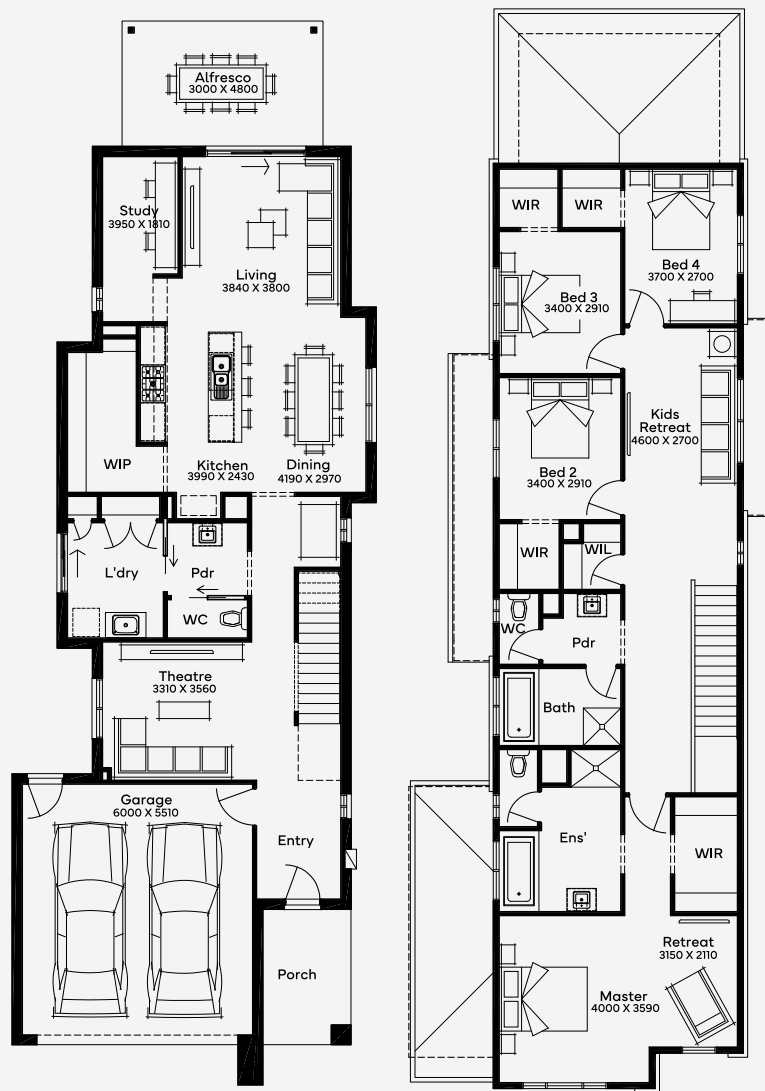 Alfresco
3000 X 4800
Study
3950 X 1810
Living
3840 X 3800
WIP
Kitchen
3990 X 2430
Dining
4190 X 2970
L'dry
Pdr
WC
Theatre
3310 X 3560
Garage
6000 X 5510
Entry
Porch
WIR
WIR
Bed 4
3700 X 2700
Bed 3
3400 X 2910
Kids
Retreat
4600 X 2700
Bed 2
3400 X 2910
WIR
WIL
WC
Pdr
Bath
Ens'
WIR
Retreat
3150 X 2110
Master
4000 X 3590